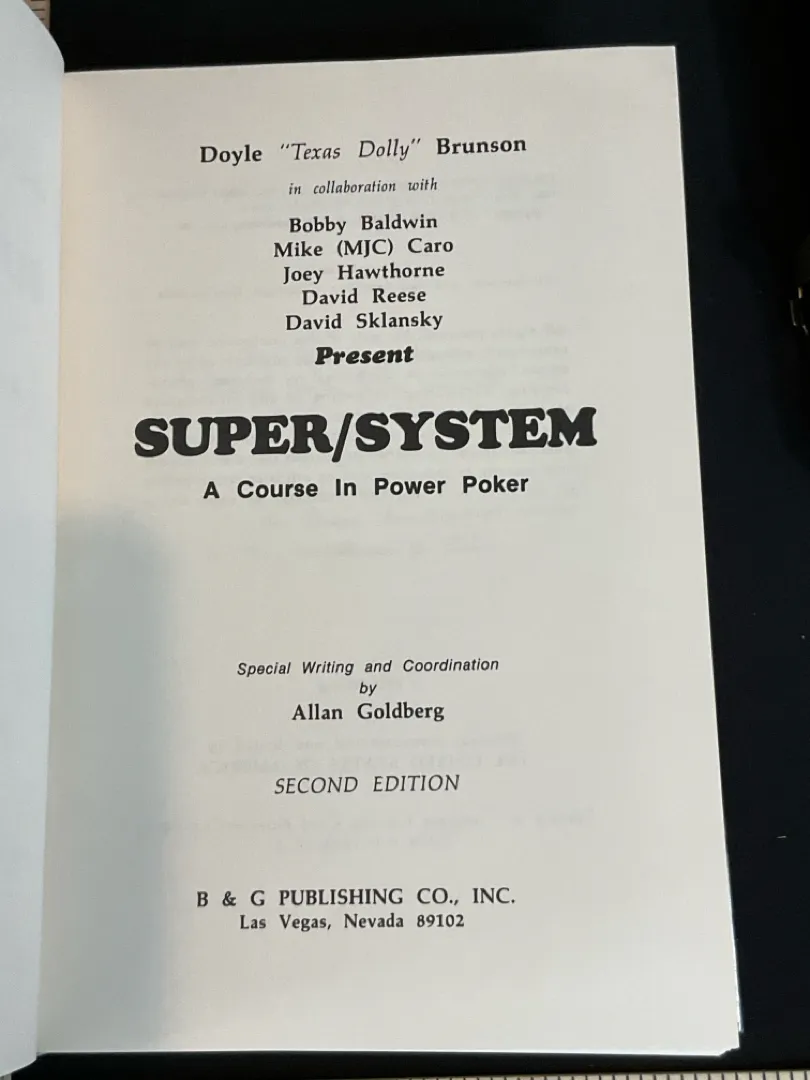 Doyle "Texas Dolly" Brunson
in collaboration with
Bobby Baldwin
Mike (MJC) Caro
Joey Hawthorne
David Reese
David Sklansky
Present
SUPER/SYSTEM
A Course In Power Poker
Special Writing and Coordination
by
Allan Goldberg
SECOND EDITION
B & G PUBLISHING CO., INC.
Las Vegas, Nevada 89102